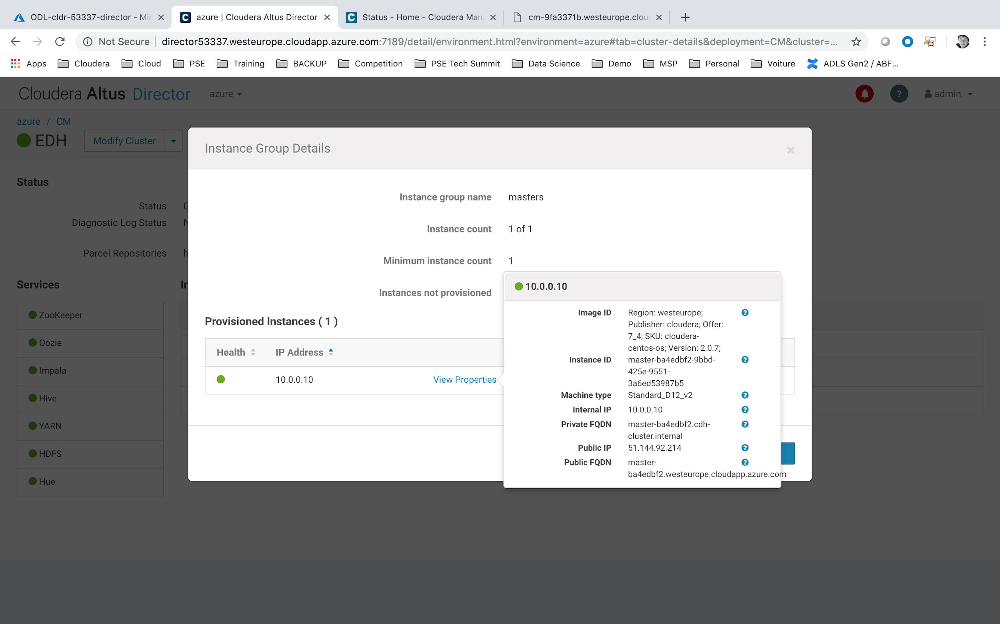 ODL-cldr-53337-director - Mic
azure | Cloudera Altus Director
Status - Home - Cloudera Man
cm-9fa3371b.westeurope.clou
Not Secure
director53337.westeurope.cloudapp.azure.com:7189/detail/environment.html?environment=azure#tab=cluster-details&deployment=CM&cluster=...
Apps Cloudera Cloud PSE Training BACKUP Competition PSE Tech Summit Data Science Demo MSP Personal Voiture ADLS Gen2 / ABF...
Cloudera Altus™ Director azure ? admin
azure / CM
EDH Modify Cluster
Instance Group Details
Status
Instance group name masters
Status
Diagnostic Log Status
Instance count 1 of 1
Parcel Repositories
Minimum instance count 1
Services
Instances not provisioned
Provisioned Instances ( 1 )
Health IP Address
10.0.0.10 View Properties
ZooKeeper
Oozie
Impala
Hive
YARN
HDFS
Hue
10.0.0.10
Image ID Region: westeurope;
Publisher: cloudera; Offer:
7_4; SKU: cloudera-
centos-os; Version: 2.0.7;
Instance ID master-ba4edbf2-9bbd-
425e-9551-
3a6ed53987b5
Machine type Standard_D12_v2
Internal IP 10.0.0.10
Private FQDN master-ba4edbf2.cdh-
cluster.internal
Public IP 51.144.92.214
Public FQDN master-
ba4edbf2.westeurope.cloudapp.azure.com